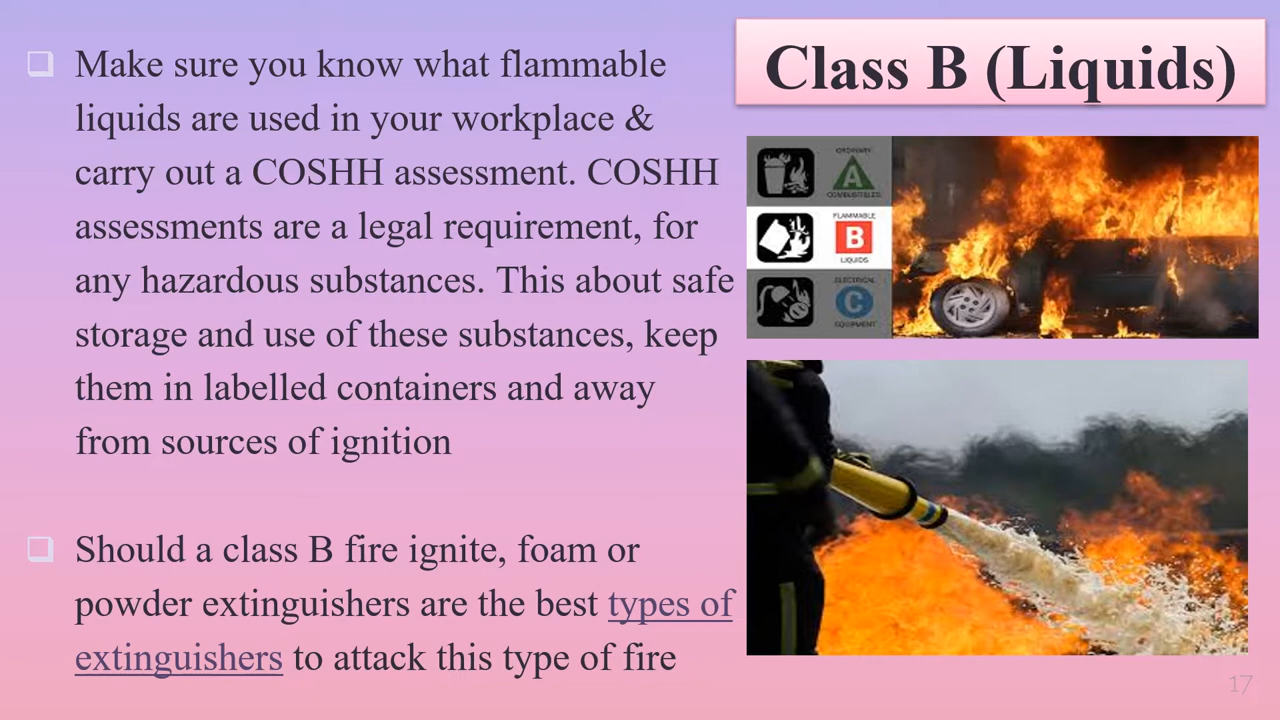 Class B (Liquids)
Make sure you know what flammable
liquids are used in your workplace &
carry out a COSHH assessment. COSHH
assessments are a legal requirement, for
any hazardous substances. This about safe
storage and use of these substances, keep
them in labelled containers and away
from sources of ignition
Should a class B fire ignite, foam or
powder extinguishers are the best types of
extinguishers to attack this type of fire
ORDINARY
A
COMBUSTIBLES
FLAMMABLE
B
LIQUIDS
ELECTRICAL
C
EQUIPMENT
17